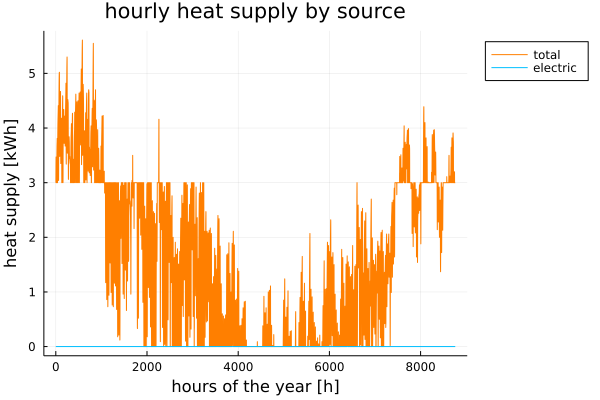 hourly heat supply by source
total
electric
heat supply [kWh]
5
4
3
2
1
0
0 2000 4000 6000 8000
hours of the year [h]